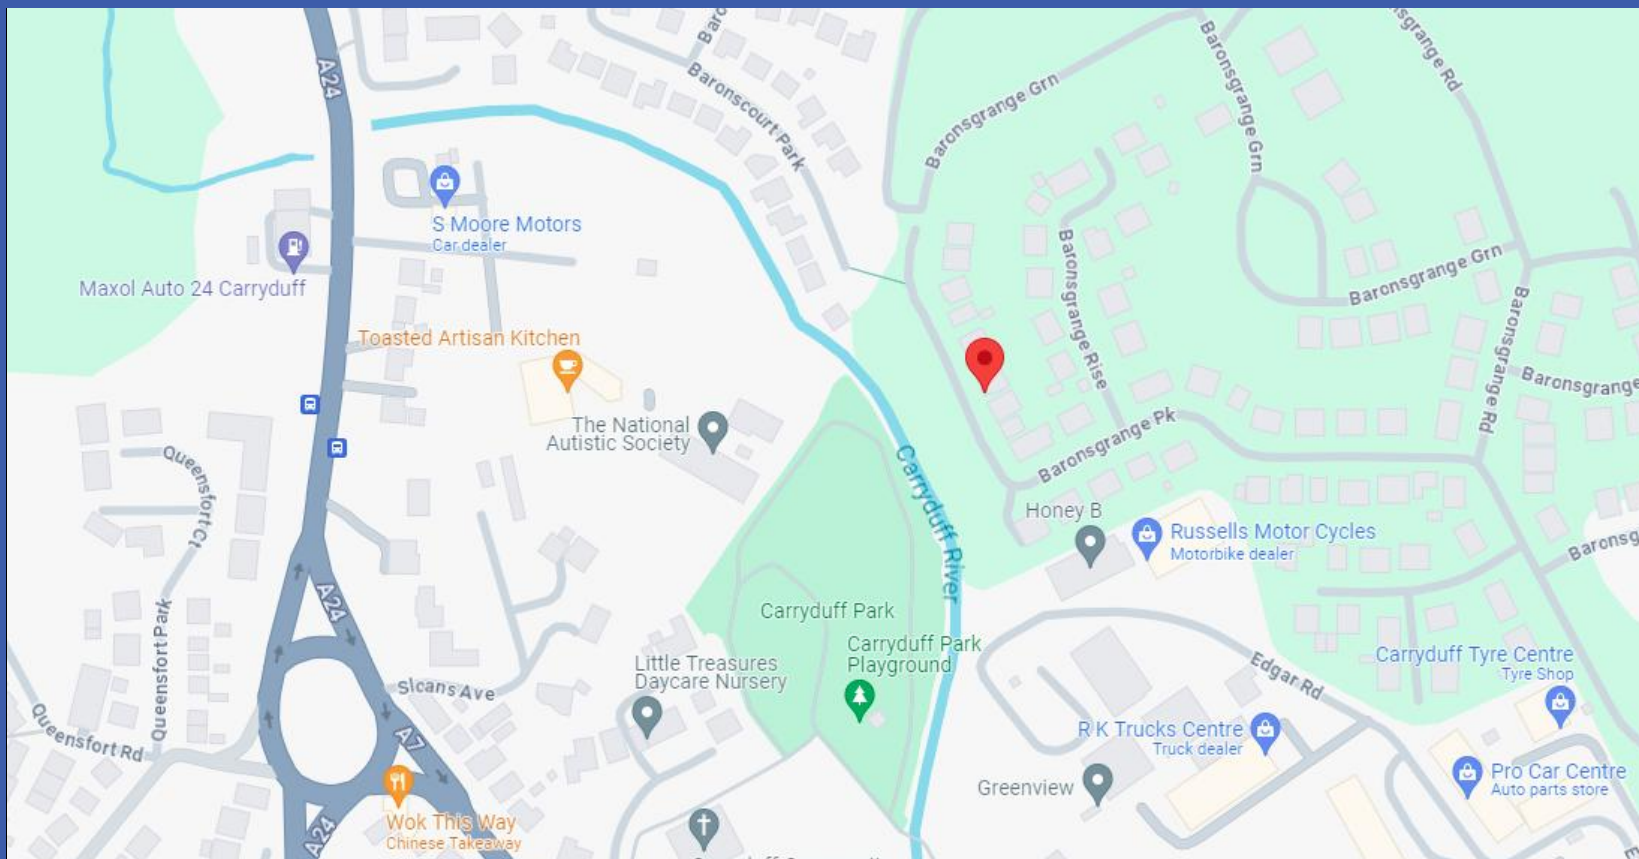 Baro
nsgrange Rd
A24
Baronscourt Park
Baronsgrange Grn
Baronsgrange Grn
S Moore Motors
Car dealer
Maxol Auto 24 Carryduff
Baronsgrange Rise
Baronsgrange Grn
Baronsgrange Rd
Toasted Artisan Kitchen
Baronsgrange
The National
Autistic Society
Baronsgrange Pk
Queensfort Ct
Carryduff River
Honey B
Russells Motor Cycles
Motorbike dealer
Baronsg
A24
Queensfort Park
Carryduff Park
Carryduff Park
Playground
Little Treasures
Daycare Nursery
Edgar Rd
Carryduff Tyre Centre
Tyre Shop
Slcans Ave
Queensfort Rd
A7
R K Trucks Centre
Truck dealer
Greenview
Pro Car Centre
Auto parts store
Wok This Way
Chinese Takeaway
A24